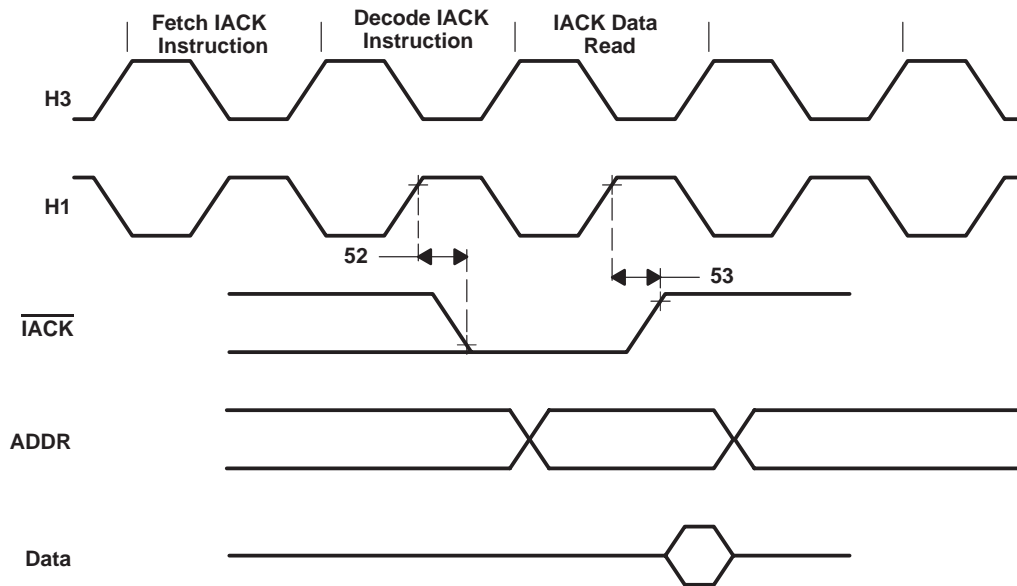 Fetch IACK
Instruction
Decode IACK
Instruction
IACK Data
Read
H3
H1
52
53
IACK
ADDR
Data